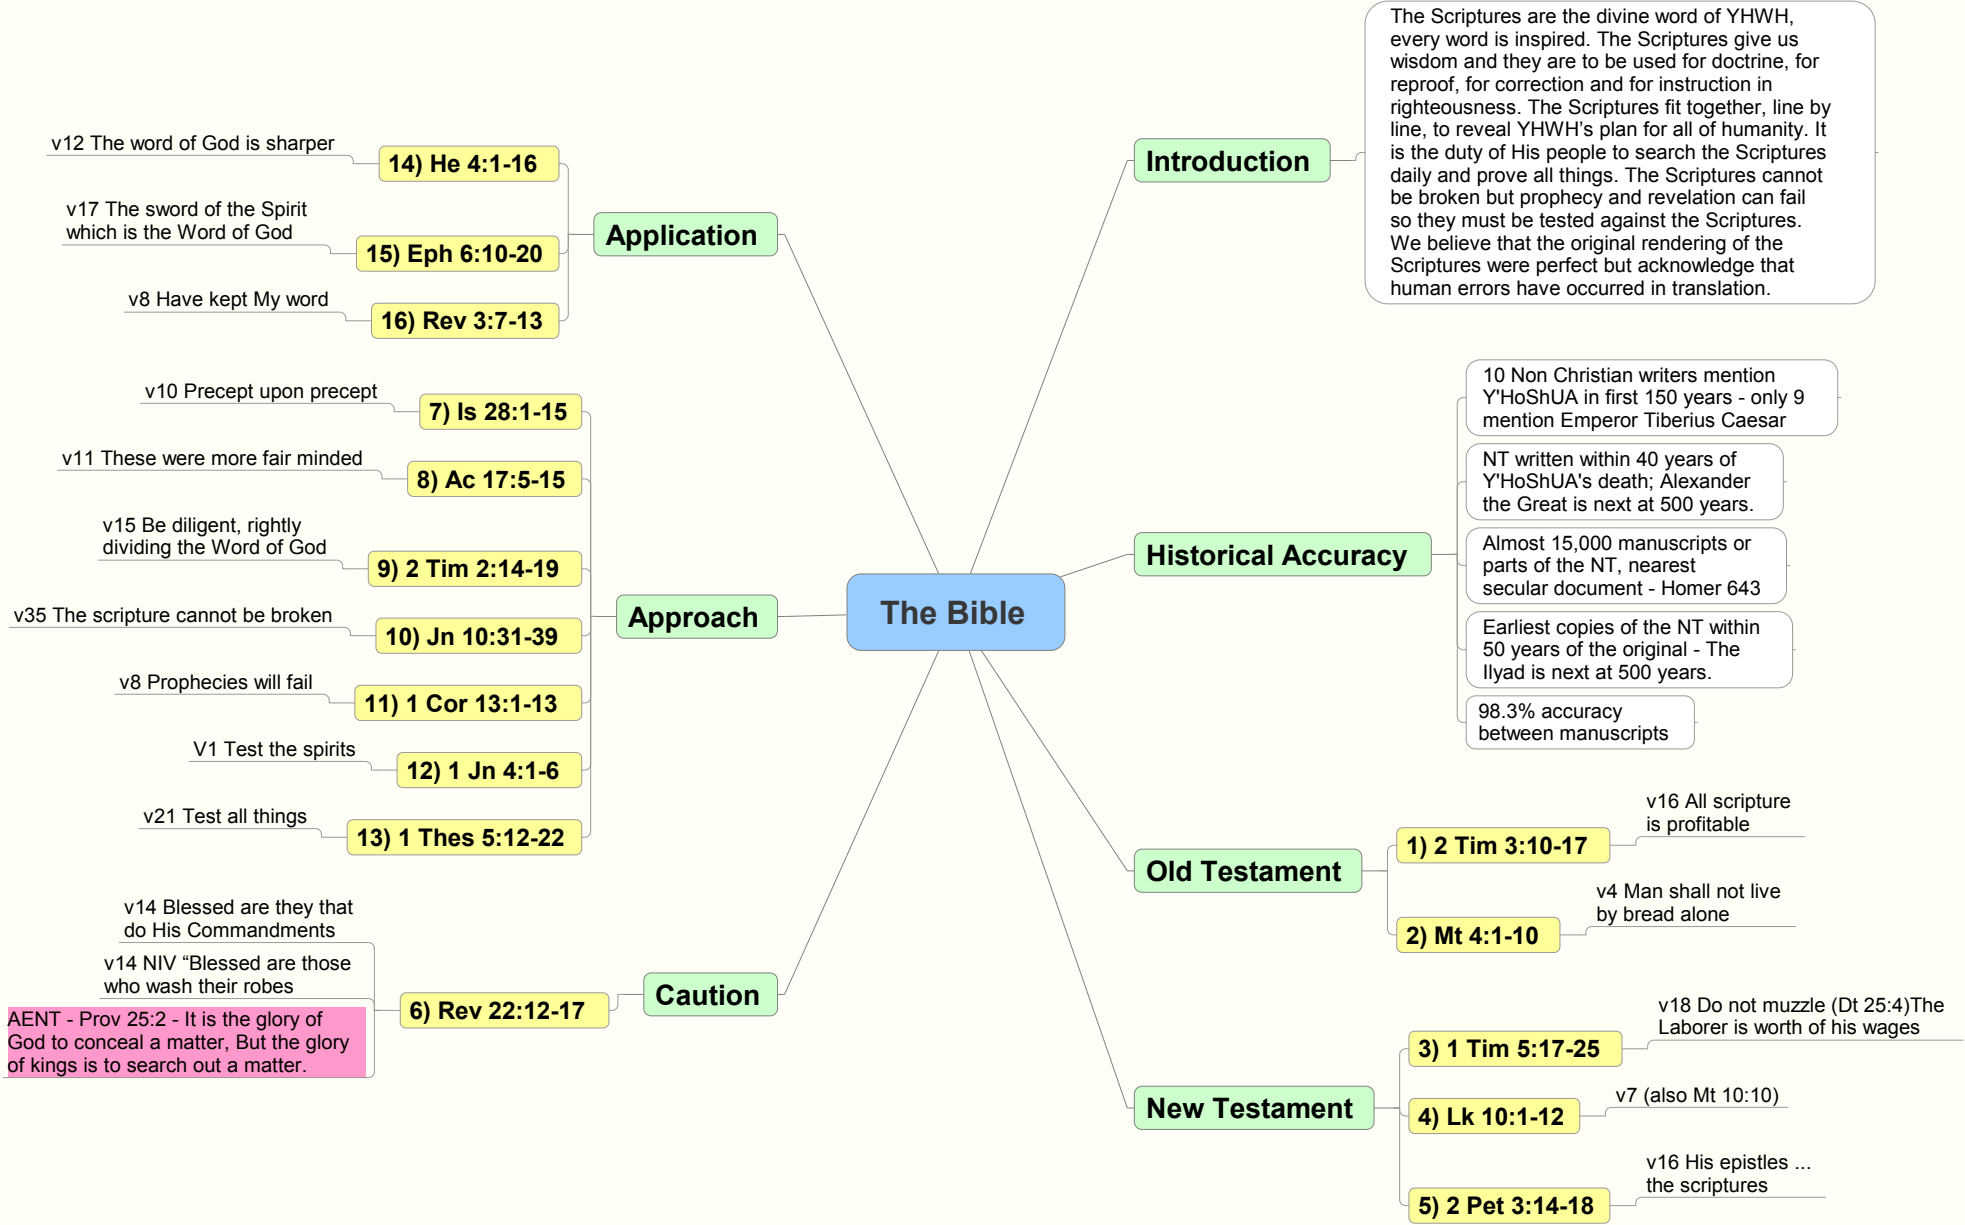 The Bible
Introduction
The Scriptures are the divine word of YHWH,
every word is inspired. The Scriptures give us
wisdom and they are to be used for doctrine, for
reproof, for correction and for instruction in
righteousness. The Scriptures fit together, line by
line, to reveal YHWH's plan for all of humanity. It
is the duty of His people to search the Scriptures
daily and prove all things. The Scriptures cannot
be broken but prophecy and revelation can fail
so they must be tested against the Scriptures.
We believe that the original rendering of the
Scriptures were perfect but acknowledge that
human errors have occurred in translation.
Historical Accuracy
10 Non Christian writers mention
Y'HoShUA in first 150 years - only 9
mention Emperor Tiberius Caesar
NT written within 40 years of
Y'HoShUA's death; Alexander
the Great is next at 500 years.
Almost 15,000 manuscripts or
parts of the NT, nearest
secular document - Homer 643
Earliest copies of the NT within
50 years of the original - The
Ilyad is next at 500 years.
98.3% accuracy
between manuscripts
Old Testament
1) 2 Tim 3:10-17
v16 All scripture
is profitable
2) Mt 4:1-10
v4 Man shall not live
by bread alone
New Testament
3) 1 Tim 5:17-25
v18 Do not muzzle (Dt 25:4)The
Laborer is worth of his wages
4) Lk 10:1-12
v7 (also Mt 10:10)
5) 2 Pet 3:14-18
v16 His epistles ...
the scriptures
Caution
6) Rev 22:12-17
v14 Blessed are they that
do His Commandments
v14 NIV “Blessed are those
who wash their robes
AENT - Prov 25:2 - It is the glory of
God to conceal a matter, But the glory
of kings is to search out a matter.
Approach
7) Is 28:1-15
v10 Precept upon precept
8) Ac 17:5-15
v11 These were more fair minded
9) 2 Tim 2:14-19
v15 Be diligent, rightly
dividing the Word of God
10) Jn 10:31-39
v35 The scripture cannot be broken
11) 1 Cor 13:1-13
v8 Prophecies will fail
12) 1 Jn 4:1-6
V1 Test the spirits
13) 1 Thes 5:12-22
v21 Test all things
Application
14) He 4:1-16
v12 The word of God is sharper
15) Eph 6:10-20
v17 The sword of the Spirit
which is the Word of God
16) Rev 3:7-13
v8 Have kept My word